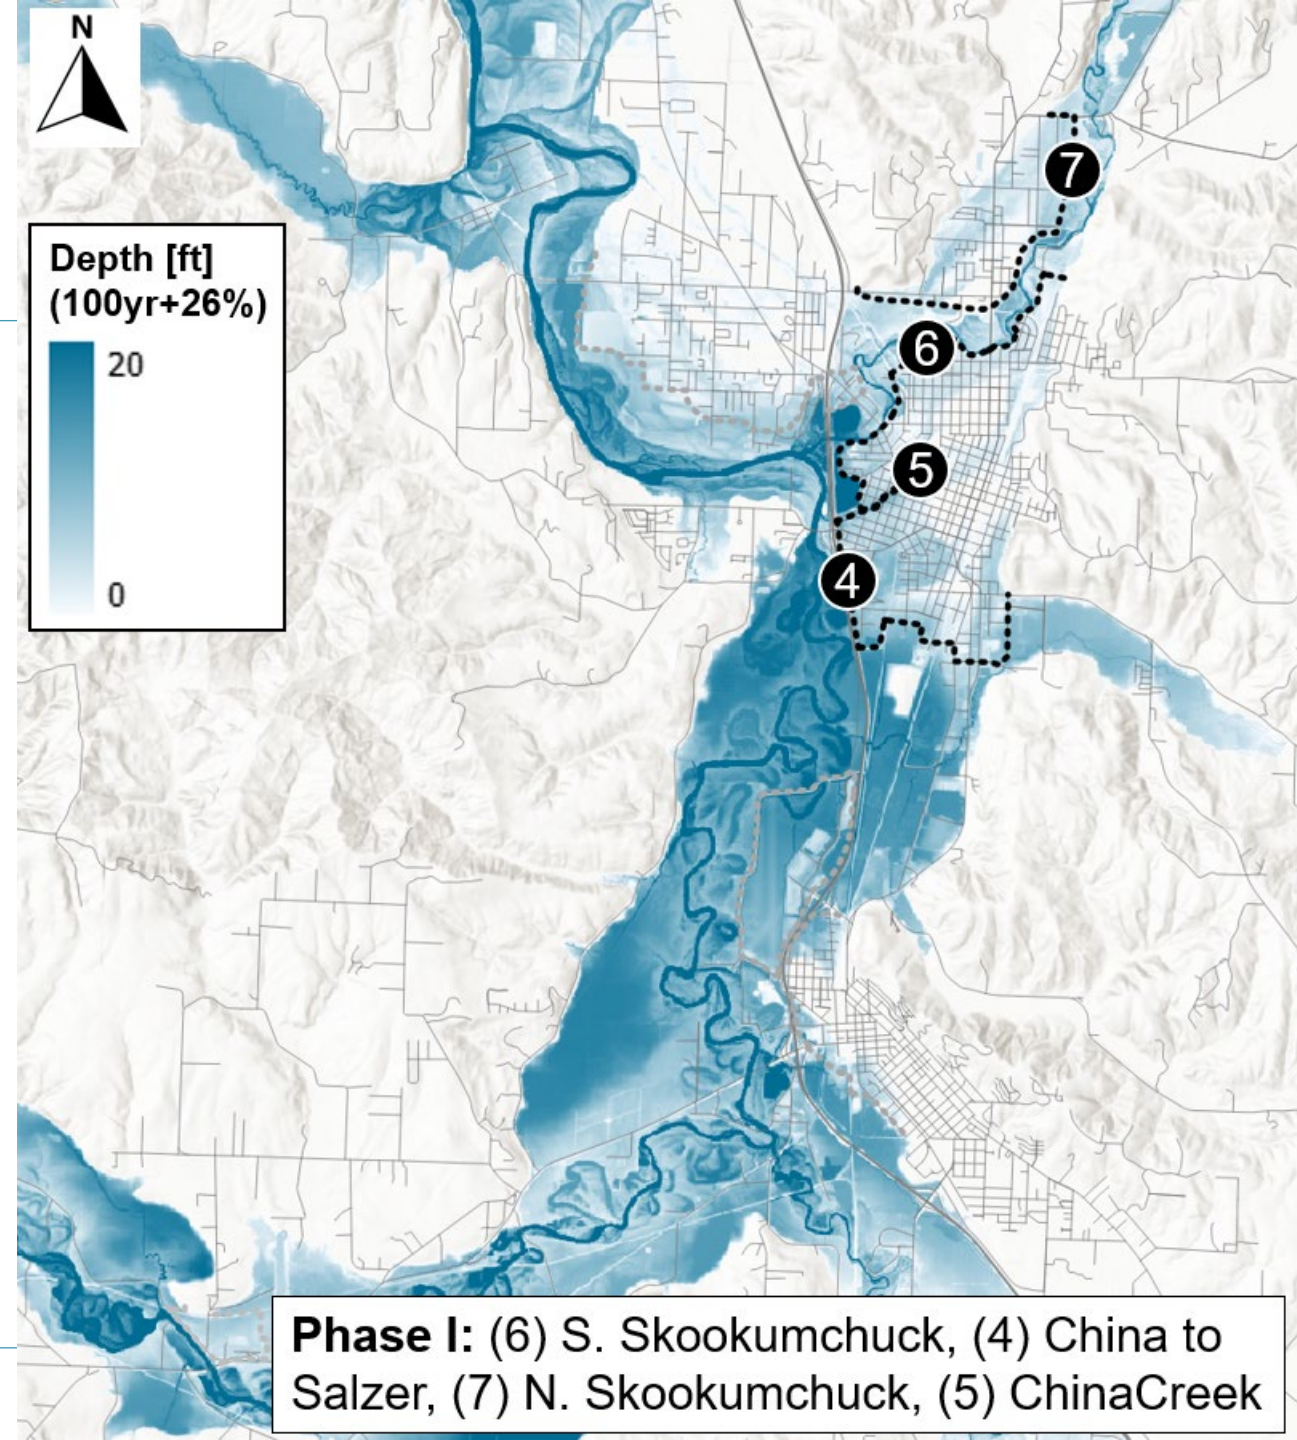 N
Depth [ft]
(100yr+26%)
20
0
7
6
5
4
Phase I: (6) S. Skookumchuck, (4) China to
Salzer, (7) N. Skookumchuck, (5) ChinaCreek